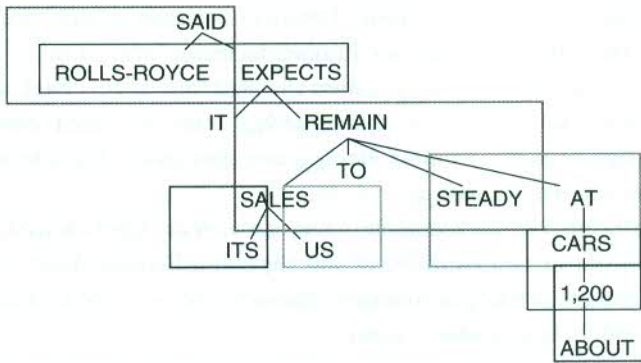 SAID
ROLLS-ROYCE EXPECTS
IT REMAIN
TO
SALES STEADY AT
ITS US CARS
1,200
ABOUT